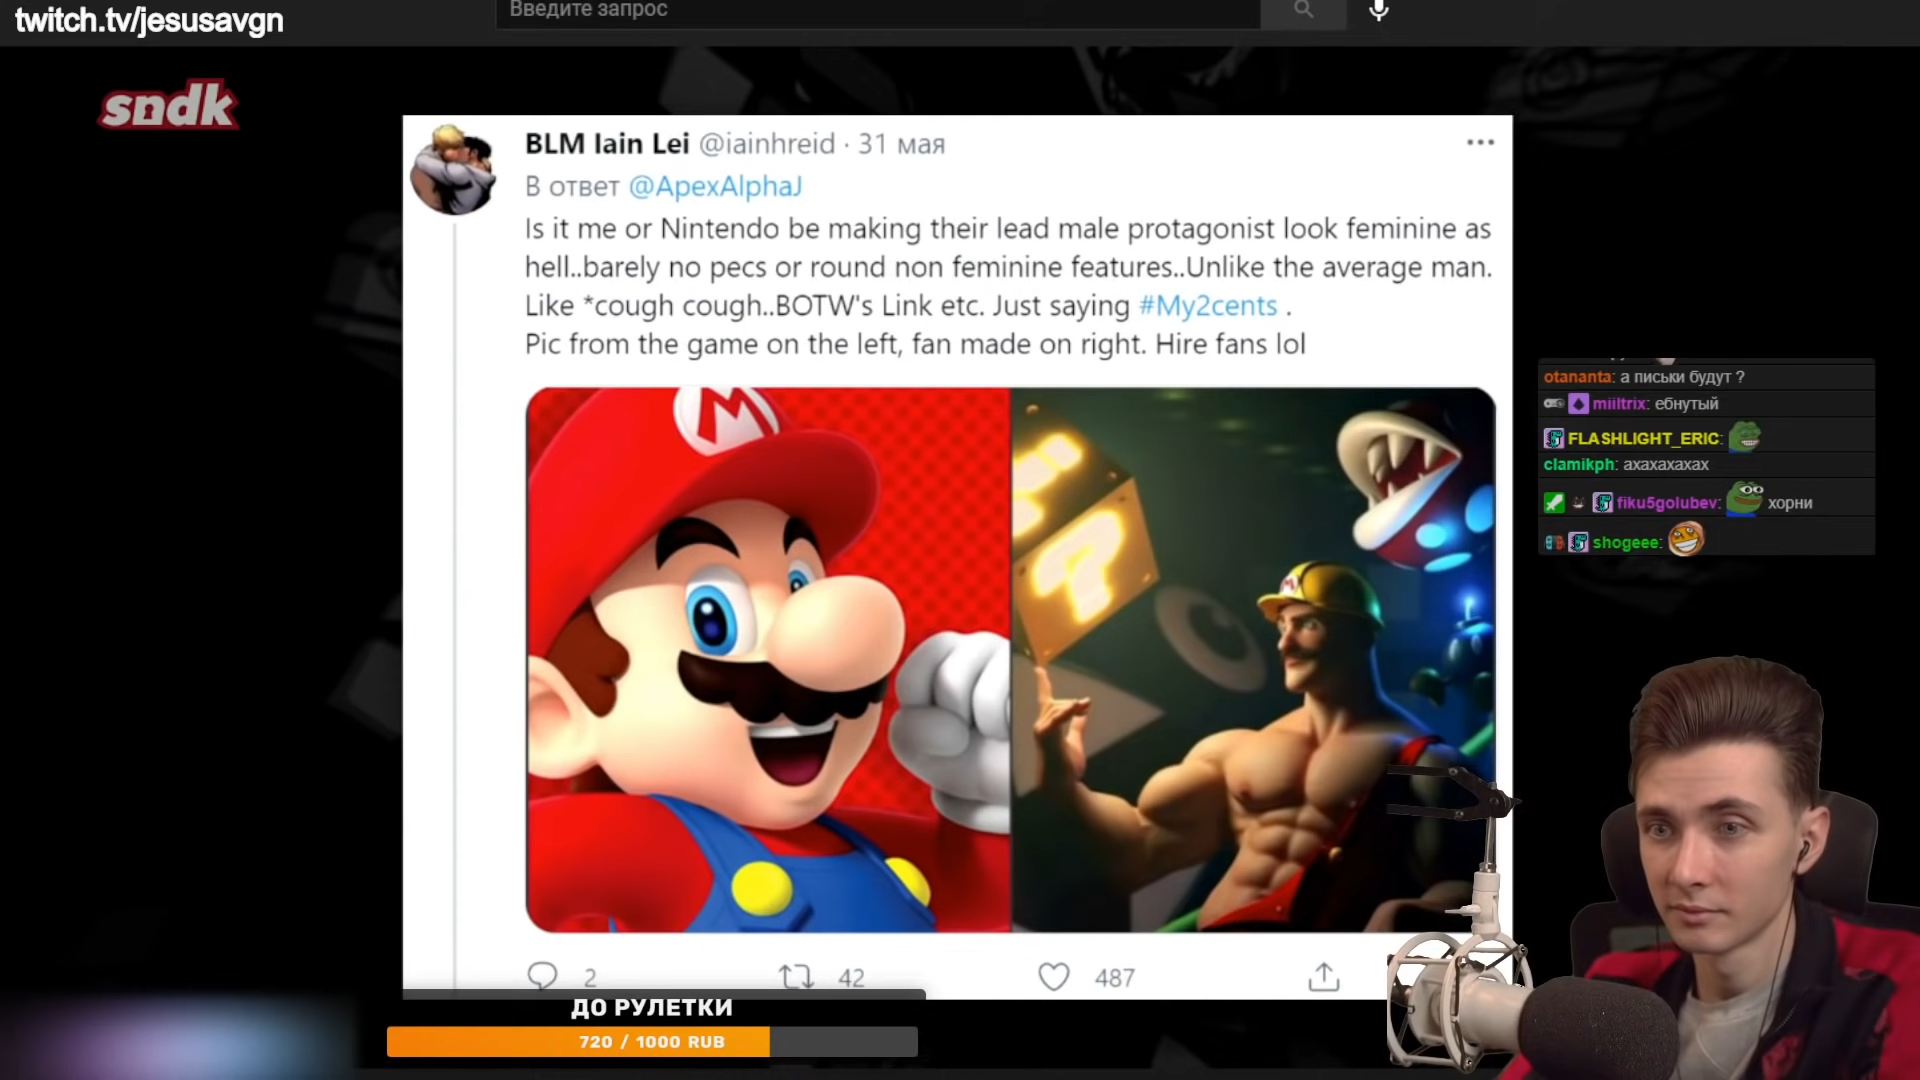 twitch.tv/jesusavgn
Введите запрос
sndk
BLM Iain Lei @iainhreid · 31 мая
В ответ @ApexAlphaJ
Is it me or Nintendo be making their lead male protagonist look feminine as
hell..barely no pecs or round non feminine features..Unlike the average man.
Like *cough cough..BOTW's Link etc. Just saying #My2cents .
Pic from the game on the left, fan made on right. Hire fans lol
M
?
M
otananta: а письки будут ?
miiltrix: ебнутый
FLASHLIGHT_ERIC:
clamikph: ахахахахах
fiku5golubev: хорни
shogeee:
2 42 487
ДО РУЛЕТКИ
720 / 1000 RUB